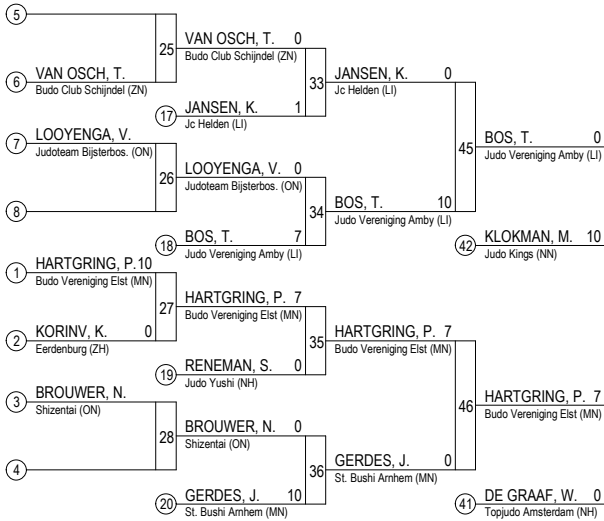 5
25
VAN OSCH, T. 0
Budo Club Schijndel (ZN)
6
VAN OSCH, T.
Budo Club Schijndel (ZN)
33
JANSEN, K. 0
Jc Helden (LI)
17
JANSEN, K. 1
Jc Helden (LI)
7
LOOYENGA, V.
Judoteam Bijsterbos. (ON)
45
BOS, T. 0
Judo Vereniging Amby (LI)
26
LOOYENGA, V. 0
Judoteam Bijsterbos. (ON)
8
34
BOS, T. 10
Judo Vereniging Amby (LI)
18
BOS, T. 7
Judo Vereniging Amby (LI)
42
KLOKMAN, M. 10
Judo Kings (NN)
1
HARTGRING, P. 10
Budo Vereniging Elst (MN)
27
HARTGRING, P. 7
Budo Vereniging Elst (MN)
2
KORINV, K. 0
Eerdenburg (ZH)
35
HARTGRING, P. 7
Budo Vereniging Elst (MN)
19
RENEMAN, S. 0
Judo Yushi (NH)
3
BROUWER, N.
Shizentai (ON)
46
HARTGRING, P. 7
Budo Vereniging Elst (MN)
28
BROUWER, N. 0
Shizentai (ON)
4
36
GERDES, J. 0
St. Bushi Arnhem (MN)
20
GERDES, J. 10
St. Bushi Arnhem (MN)
41
DE GRAAF, W. 0
Topjudo Amsterdam (NH)